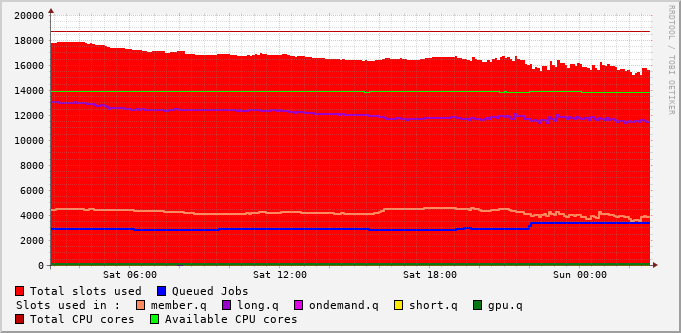 20000
18000
16000
14000
12000
10000
8000
6000
4000
2000
0
Sat 06:00 Sat 12:00 Sat 18:00 Sun 00:00
Total slots used Queued Jobs
Slots used in : member.q long.q ondemand.q short.q gpu.q
Total CPU cores Available CPU cores
RRDTOOL / TOBI OETIKER